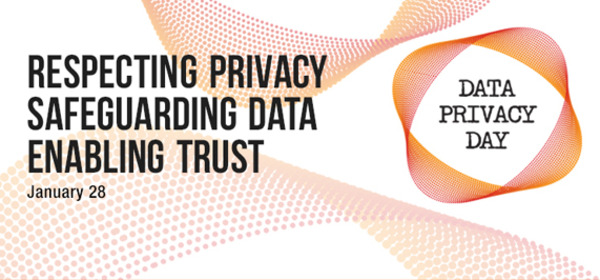 RESPECTING PRIVACY
SAFEGUARDING DATA
ENABLING TRUST
January 28
DATA
PRIVACY
DAY